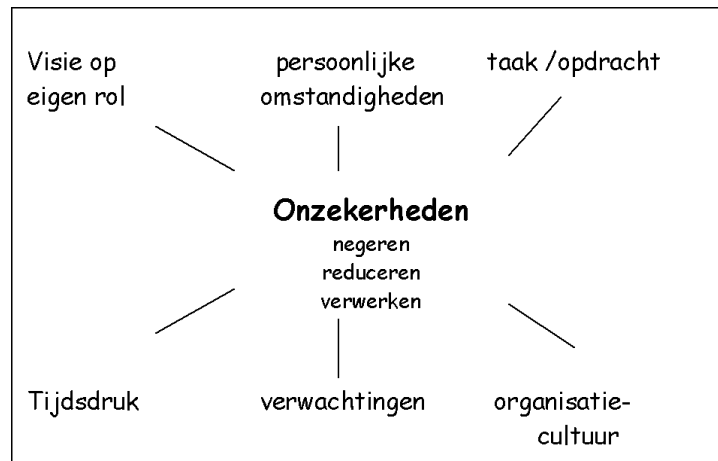 Visie op
eigen rol
persoonlijke
omstandigheden
taak /opdracht
Onzekerheden
negeren
reduceren
verwerken
Tijdsdruk
verwachtingen
organisatie-
cultuur